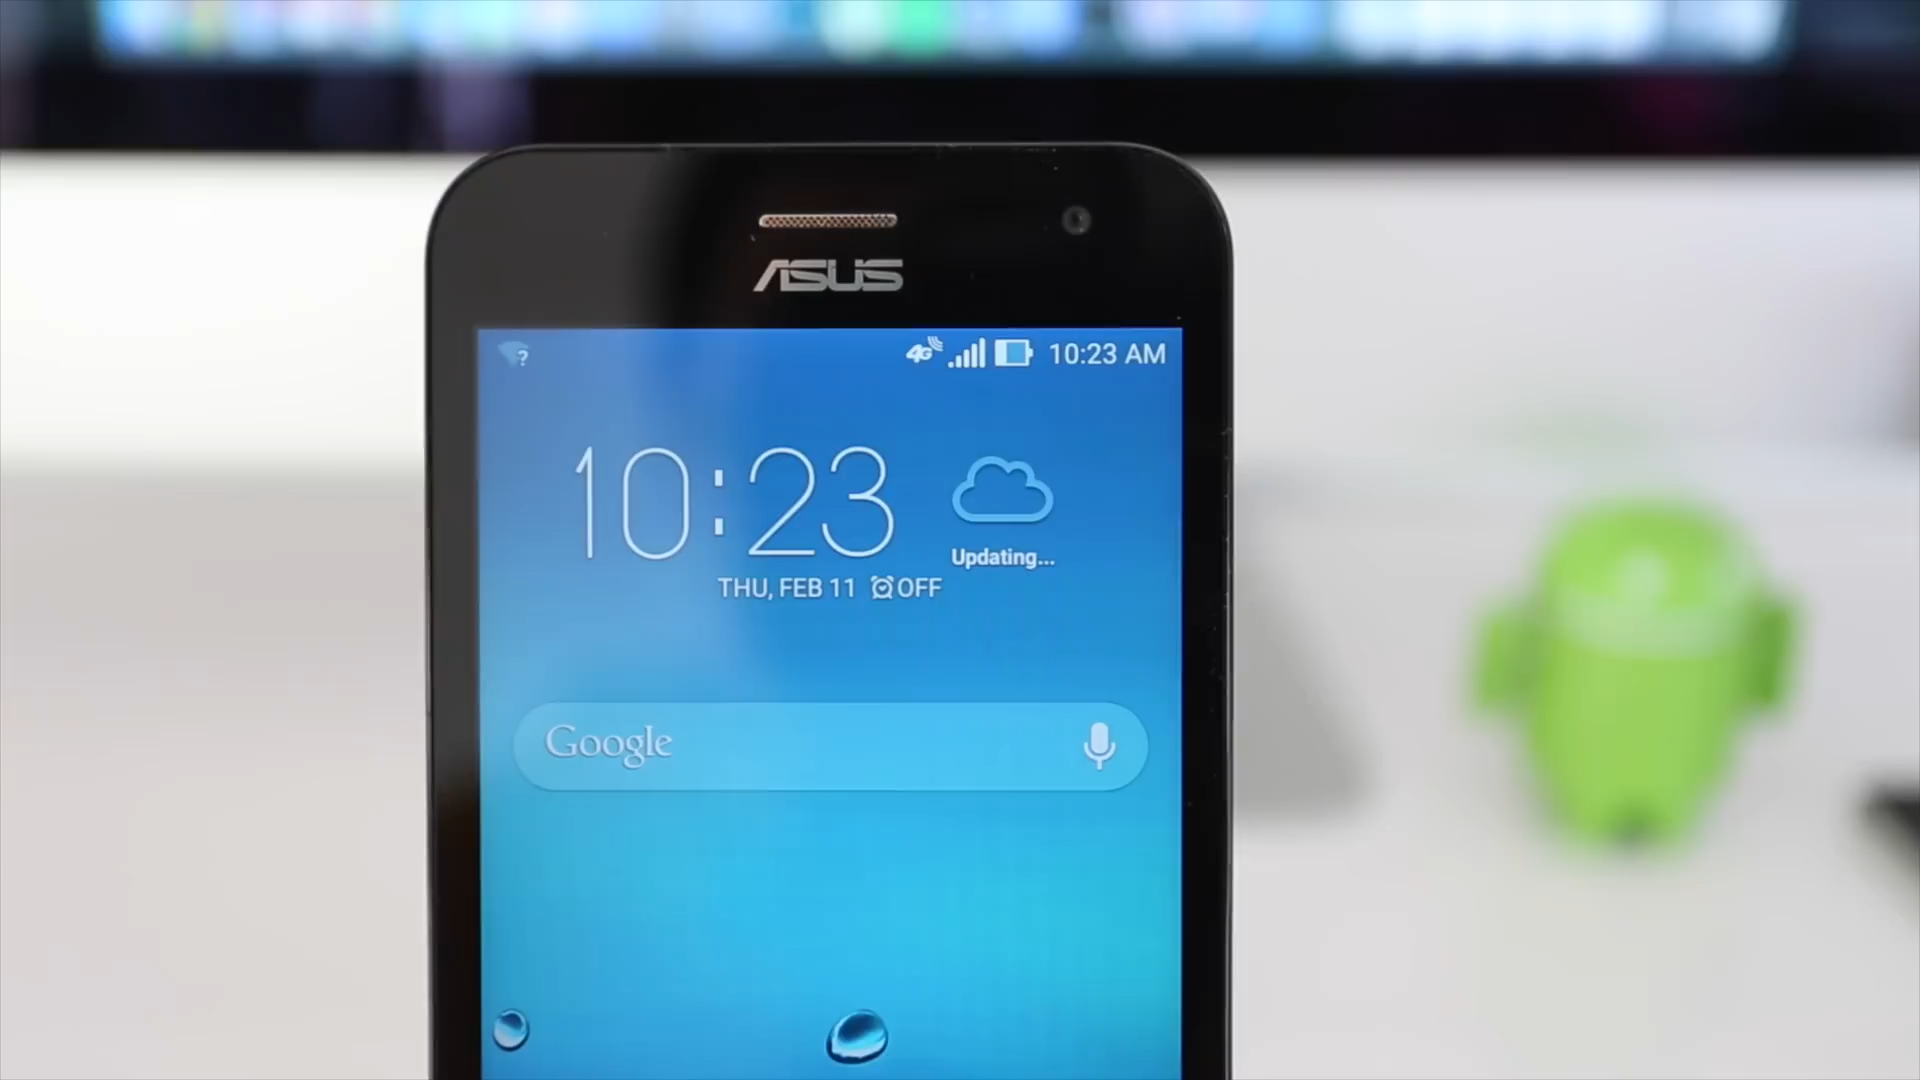 ASUS
? 4G 10:23 AM
10:23
Updating...
THU, FEB 11 OFF
Google